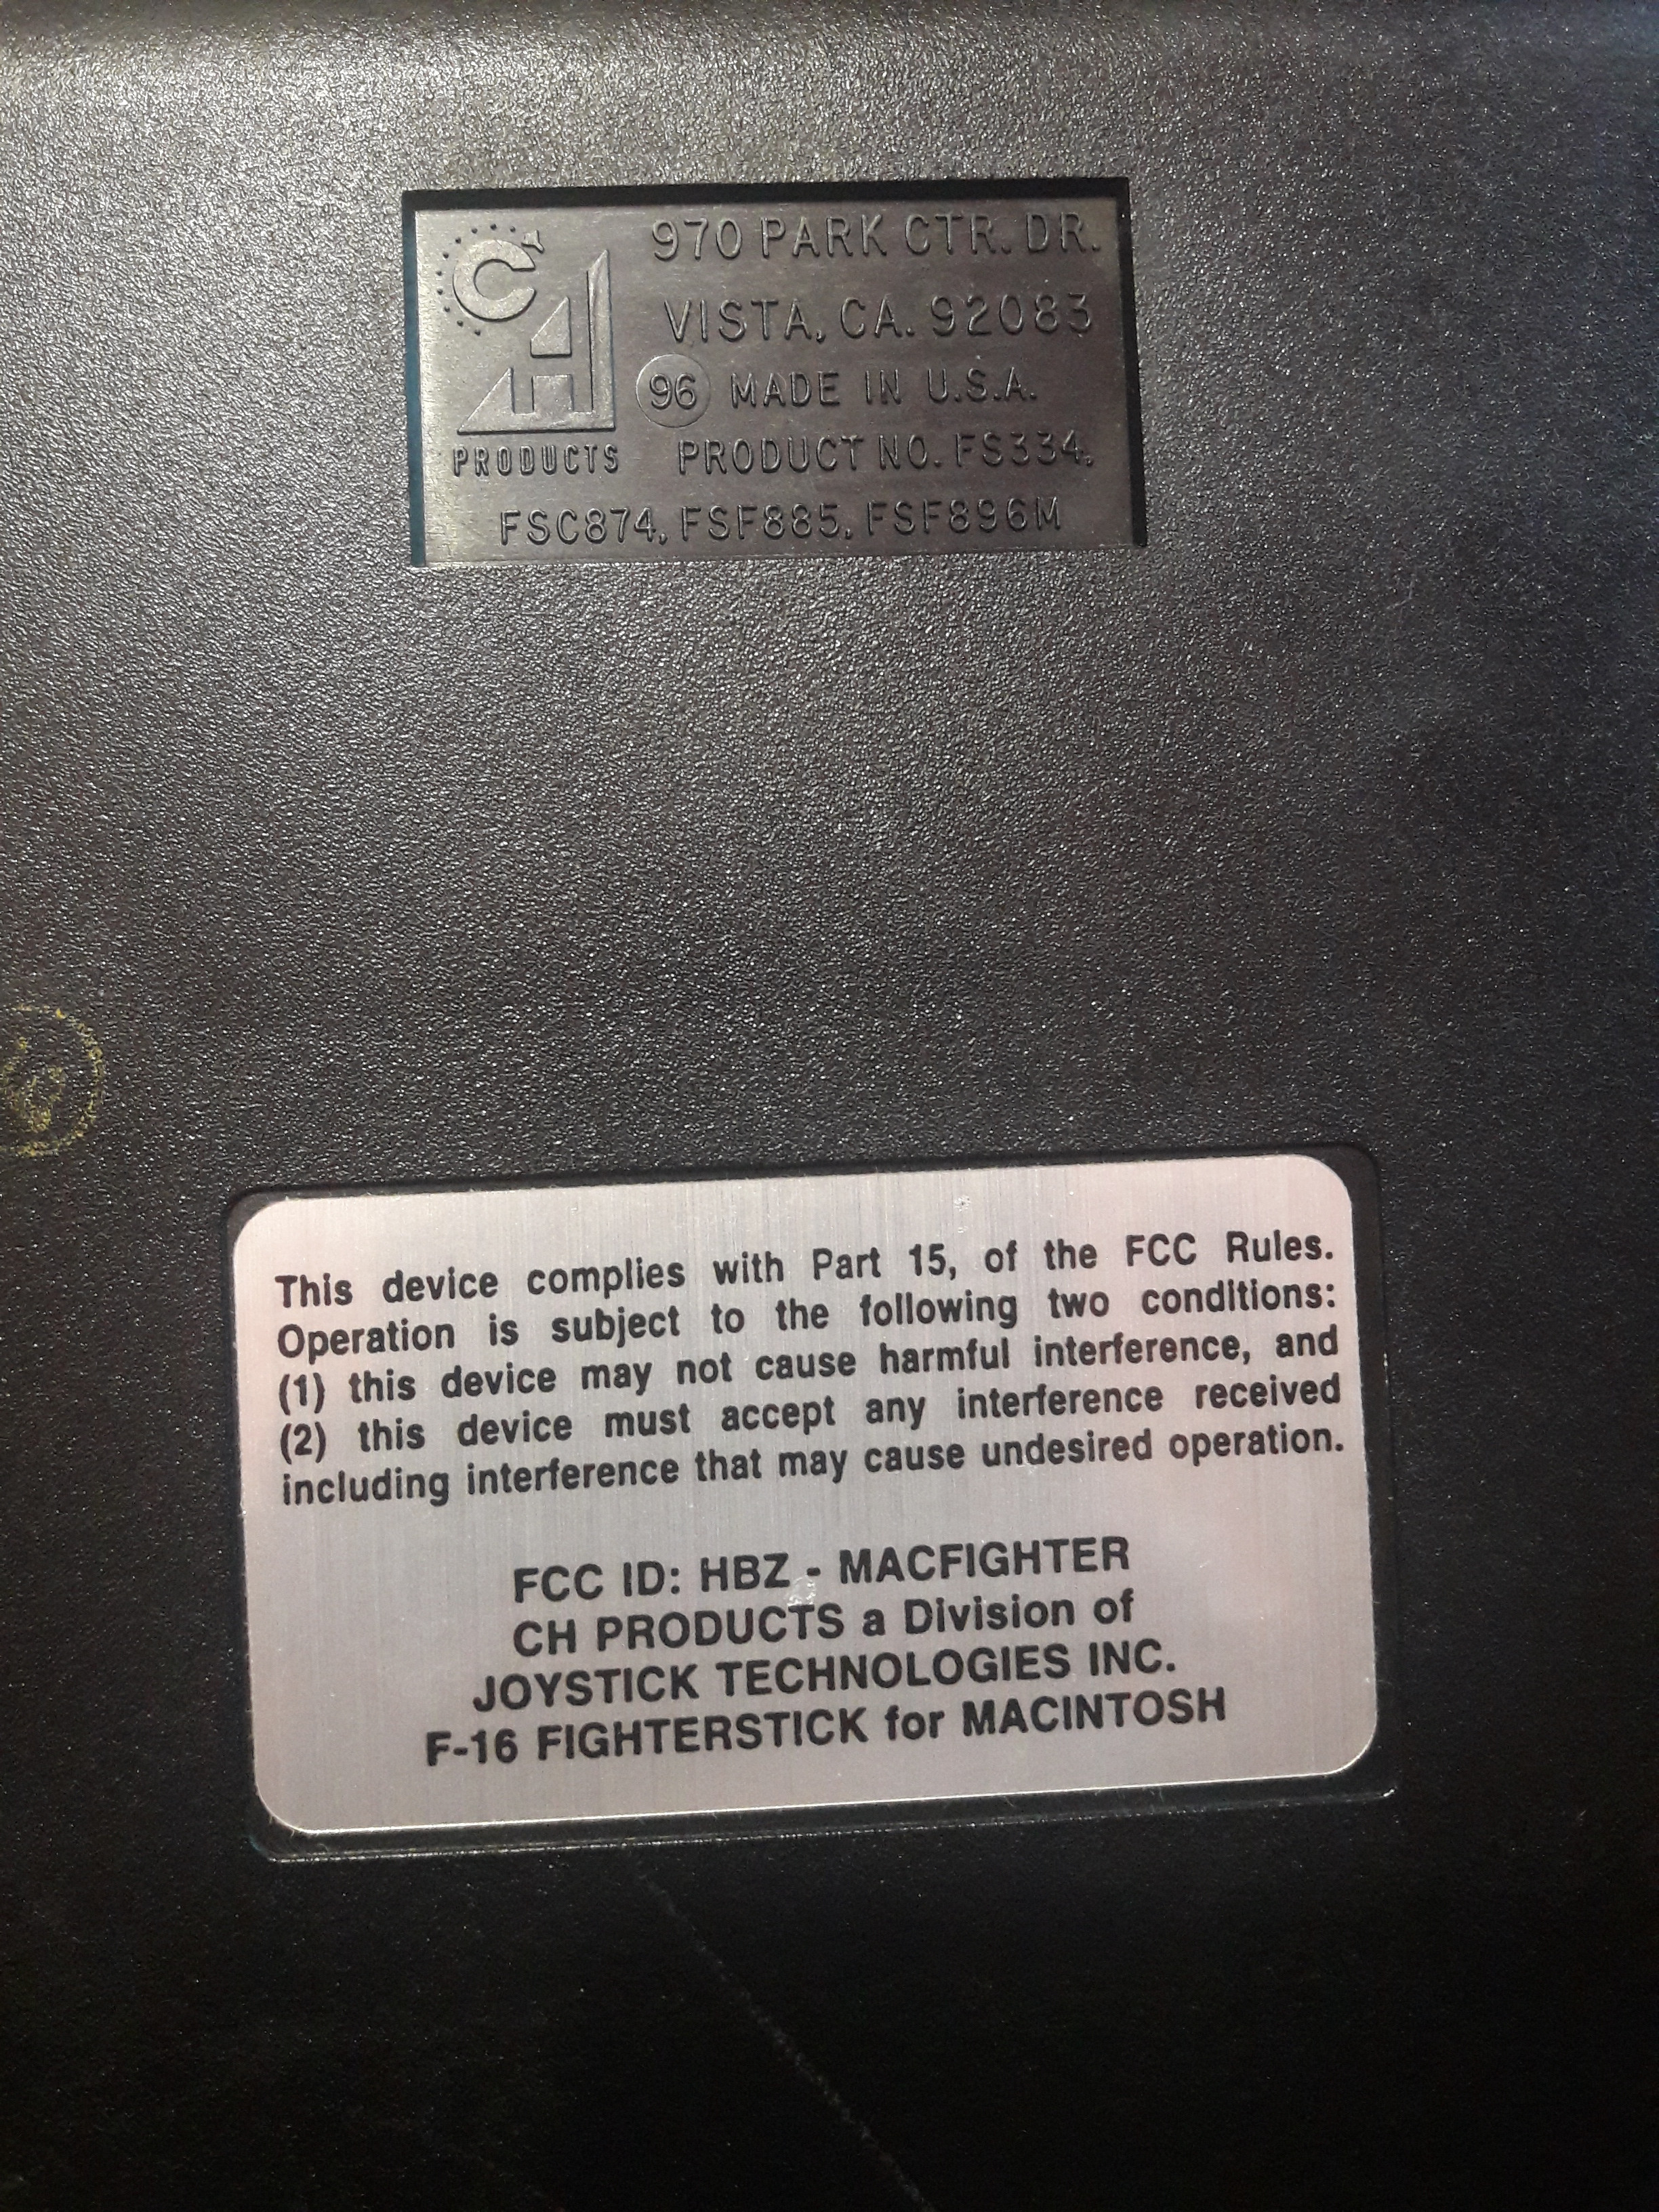 CH
970 PARK CTR. DR.
VISTA, CA. 92083
96 MADE IN U.S.A.
PRODUCTS PRODUCT NO. FS334,
FSC874, FSF885, FSF896M
This device complies with Part 15, of the FCC Rules.
Operation is subject to the following two conditions:
(1) this device may not cause harmful interference, and
(2) this device must accept any interference received
including interference that may cause undesired operation.
FCC ID: HBZ - MACFIGHTER
CH PRODUCTS a Division of
JOYSTICK TECHNOLOGIES INC.
F-16 FIGHTERSTICK for MACINTOSH